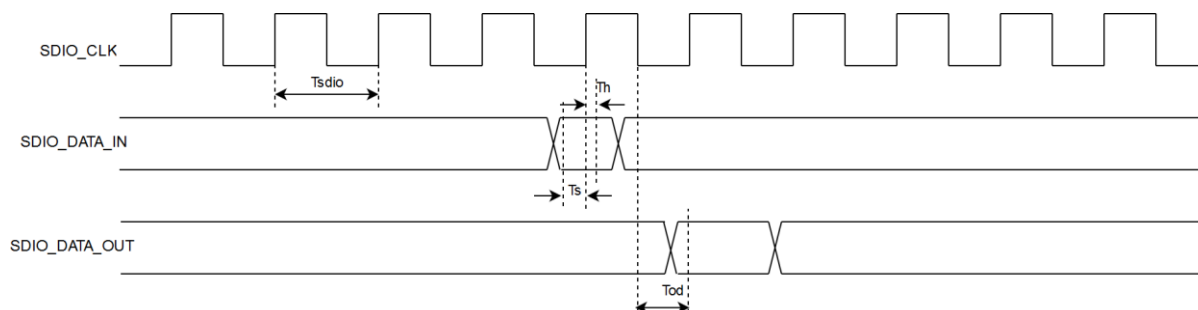 SDIO_CLK
Tsdio
Th
SDIO_DATA_IN
Ts
SDIO_DATA_OUT
Tod